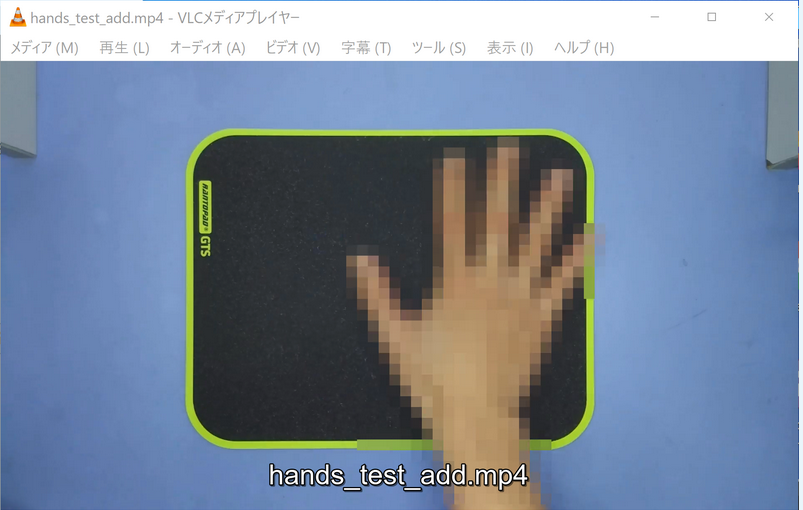 hands_test_add.mp4 - VLCメディアプレイヤー
メディア (M) 再生 (L) オーディオ (A) ビデオ (V) 字幕 (T) ツール (S) 表示 (I) ヘルプ (H)
RANTOPAD® GTS
hands_test_add.mp4